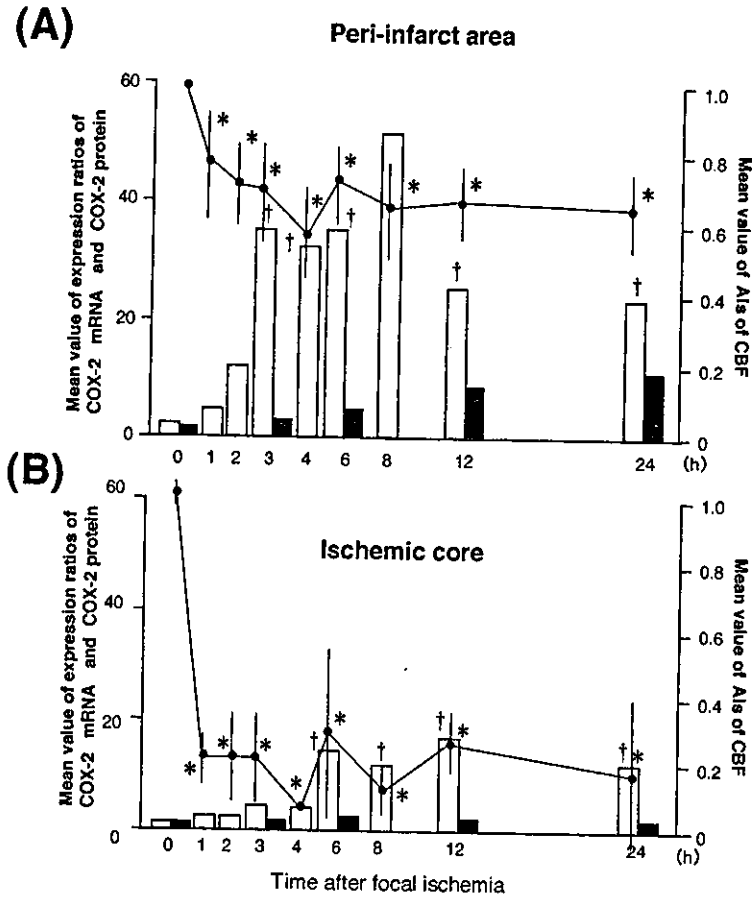 (A)
Peri-infarct area
Mean value of expression ratios of
COX-2 mRNA and COX-2 protein
60
40
20
0
* * * * * * * *
† † † † †
1.0
0.8
0.6
0.4
0.2
0
Mean value of AIs of CBF
0 1 2 3 4 6 8 12 24 (h)
(B)
Ischemic core
Mean value of expression ratios of
COX-2 mRNA and COX-2 protein
60
40
20
0
* * * * * * * *
† † † †
1.0
0.8
0.6
0.4
0.2
0
Mean value of AIs of CBF
0 1 2 3 4 6 8 12 24 (h)
Time after focal ischemia